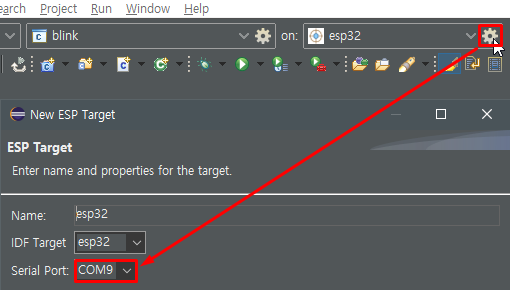 earch Project Run Window Help
blink on: esp32
New ESP Target
ESP Target
Enter name and properties for the target.
Name: esp32
IDF Target esp32
Serial Port: COM9